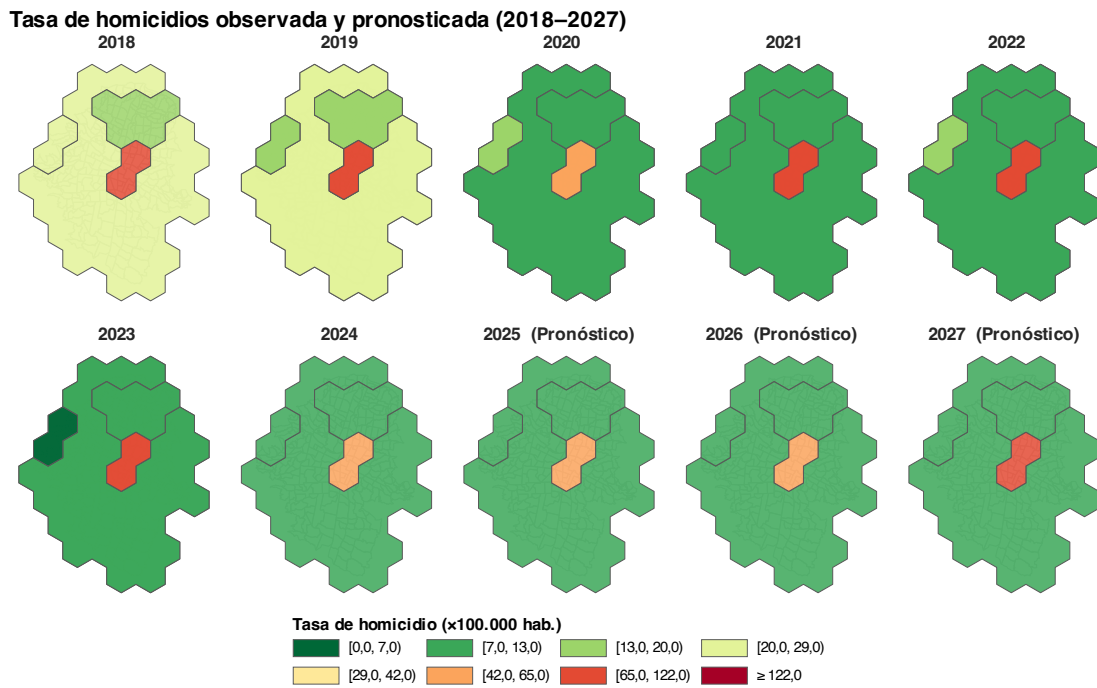 Tasa de homicidios observada y pronosticada (2018–2027)
2018 2019 2020 2021 2022
2023 2024 2025 (Pronóstico) 2026 (Pronóstico) 2027 (Pronóstico)
Tasa de homicidio (×100.000 hab.)
[0,0, 7,0) [7,0, 13,0) [13,0, 20,0) [20,0, 29,0)
[29,0, 42,0) [42,0, 65,0) [65,0, 122,0) ≥ 122,0